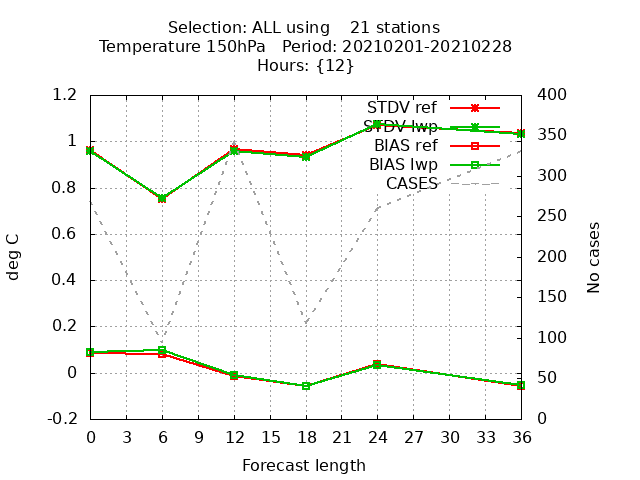 Selection: ALL using    21 stations
Temperature 150hPa   Period: 20210201-20210228
Hours: {12}
STDV ref
STDV lwp
BIAS ref
BIAS lwp
CASES
1.2
1
0.8
0.6
0.4
0.2
0
-0.2
deg C
400
350
300
250
200
150
100
50
0
No cases
0 3 6 9 12 15 18 21 24 27 30 33 36
Forecast length